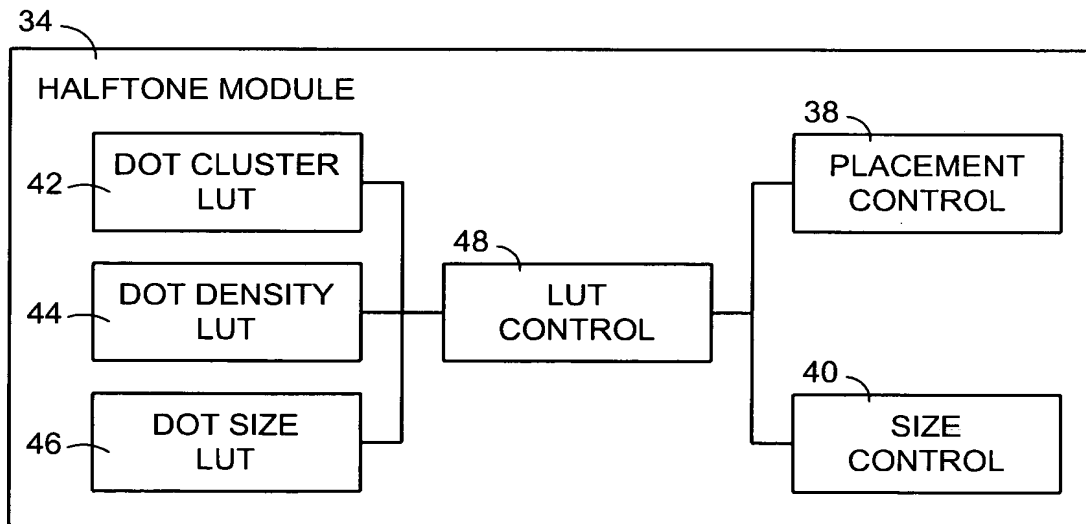 34
HALFTONE MODULE
42
DOT CLUSTER
LUT
44
DOT DENSITY
LUT
46
DOT SIZE
LUT
48
LUT
CONTROL
38
PLACEMENT
CONTROL
40
SIZE
CONTROL